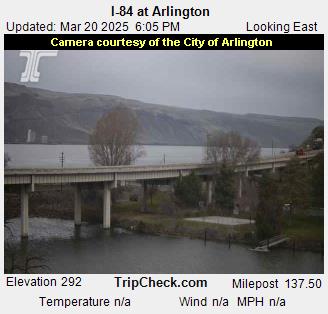 I-84 at Arlington
Updated: Mar 20 2025 6:05 PM Looking East
Camera courtesy of the City of Arlington
Elevation 292 TripCheck.com Milepost 137.50
Temperature n/a Wind n/a MPH n/a